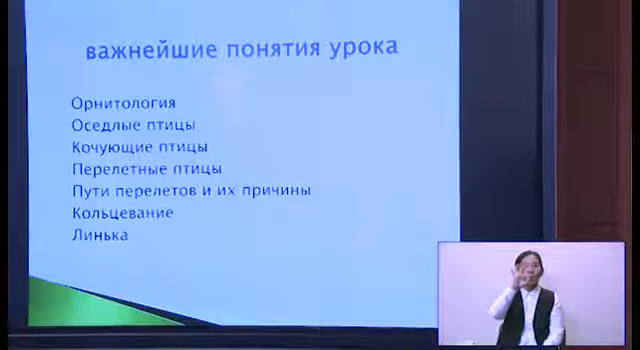 важнейшие понятия урока
Орнитология
Оседлые птицы
Кочующие птицы
Перелетные птицы
Пути перелетов и их причины
Кольцевание
Линька